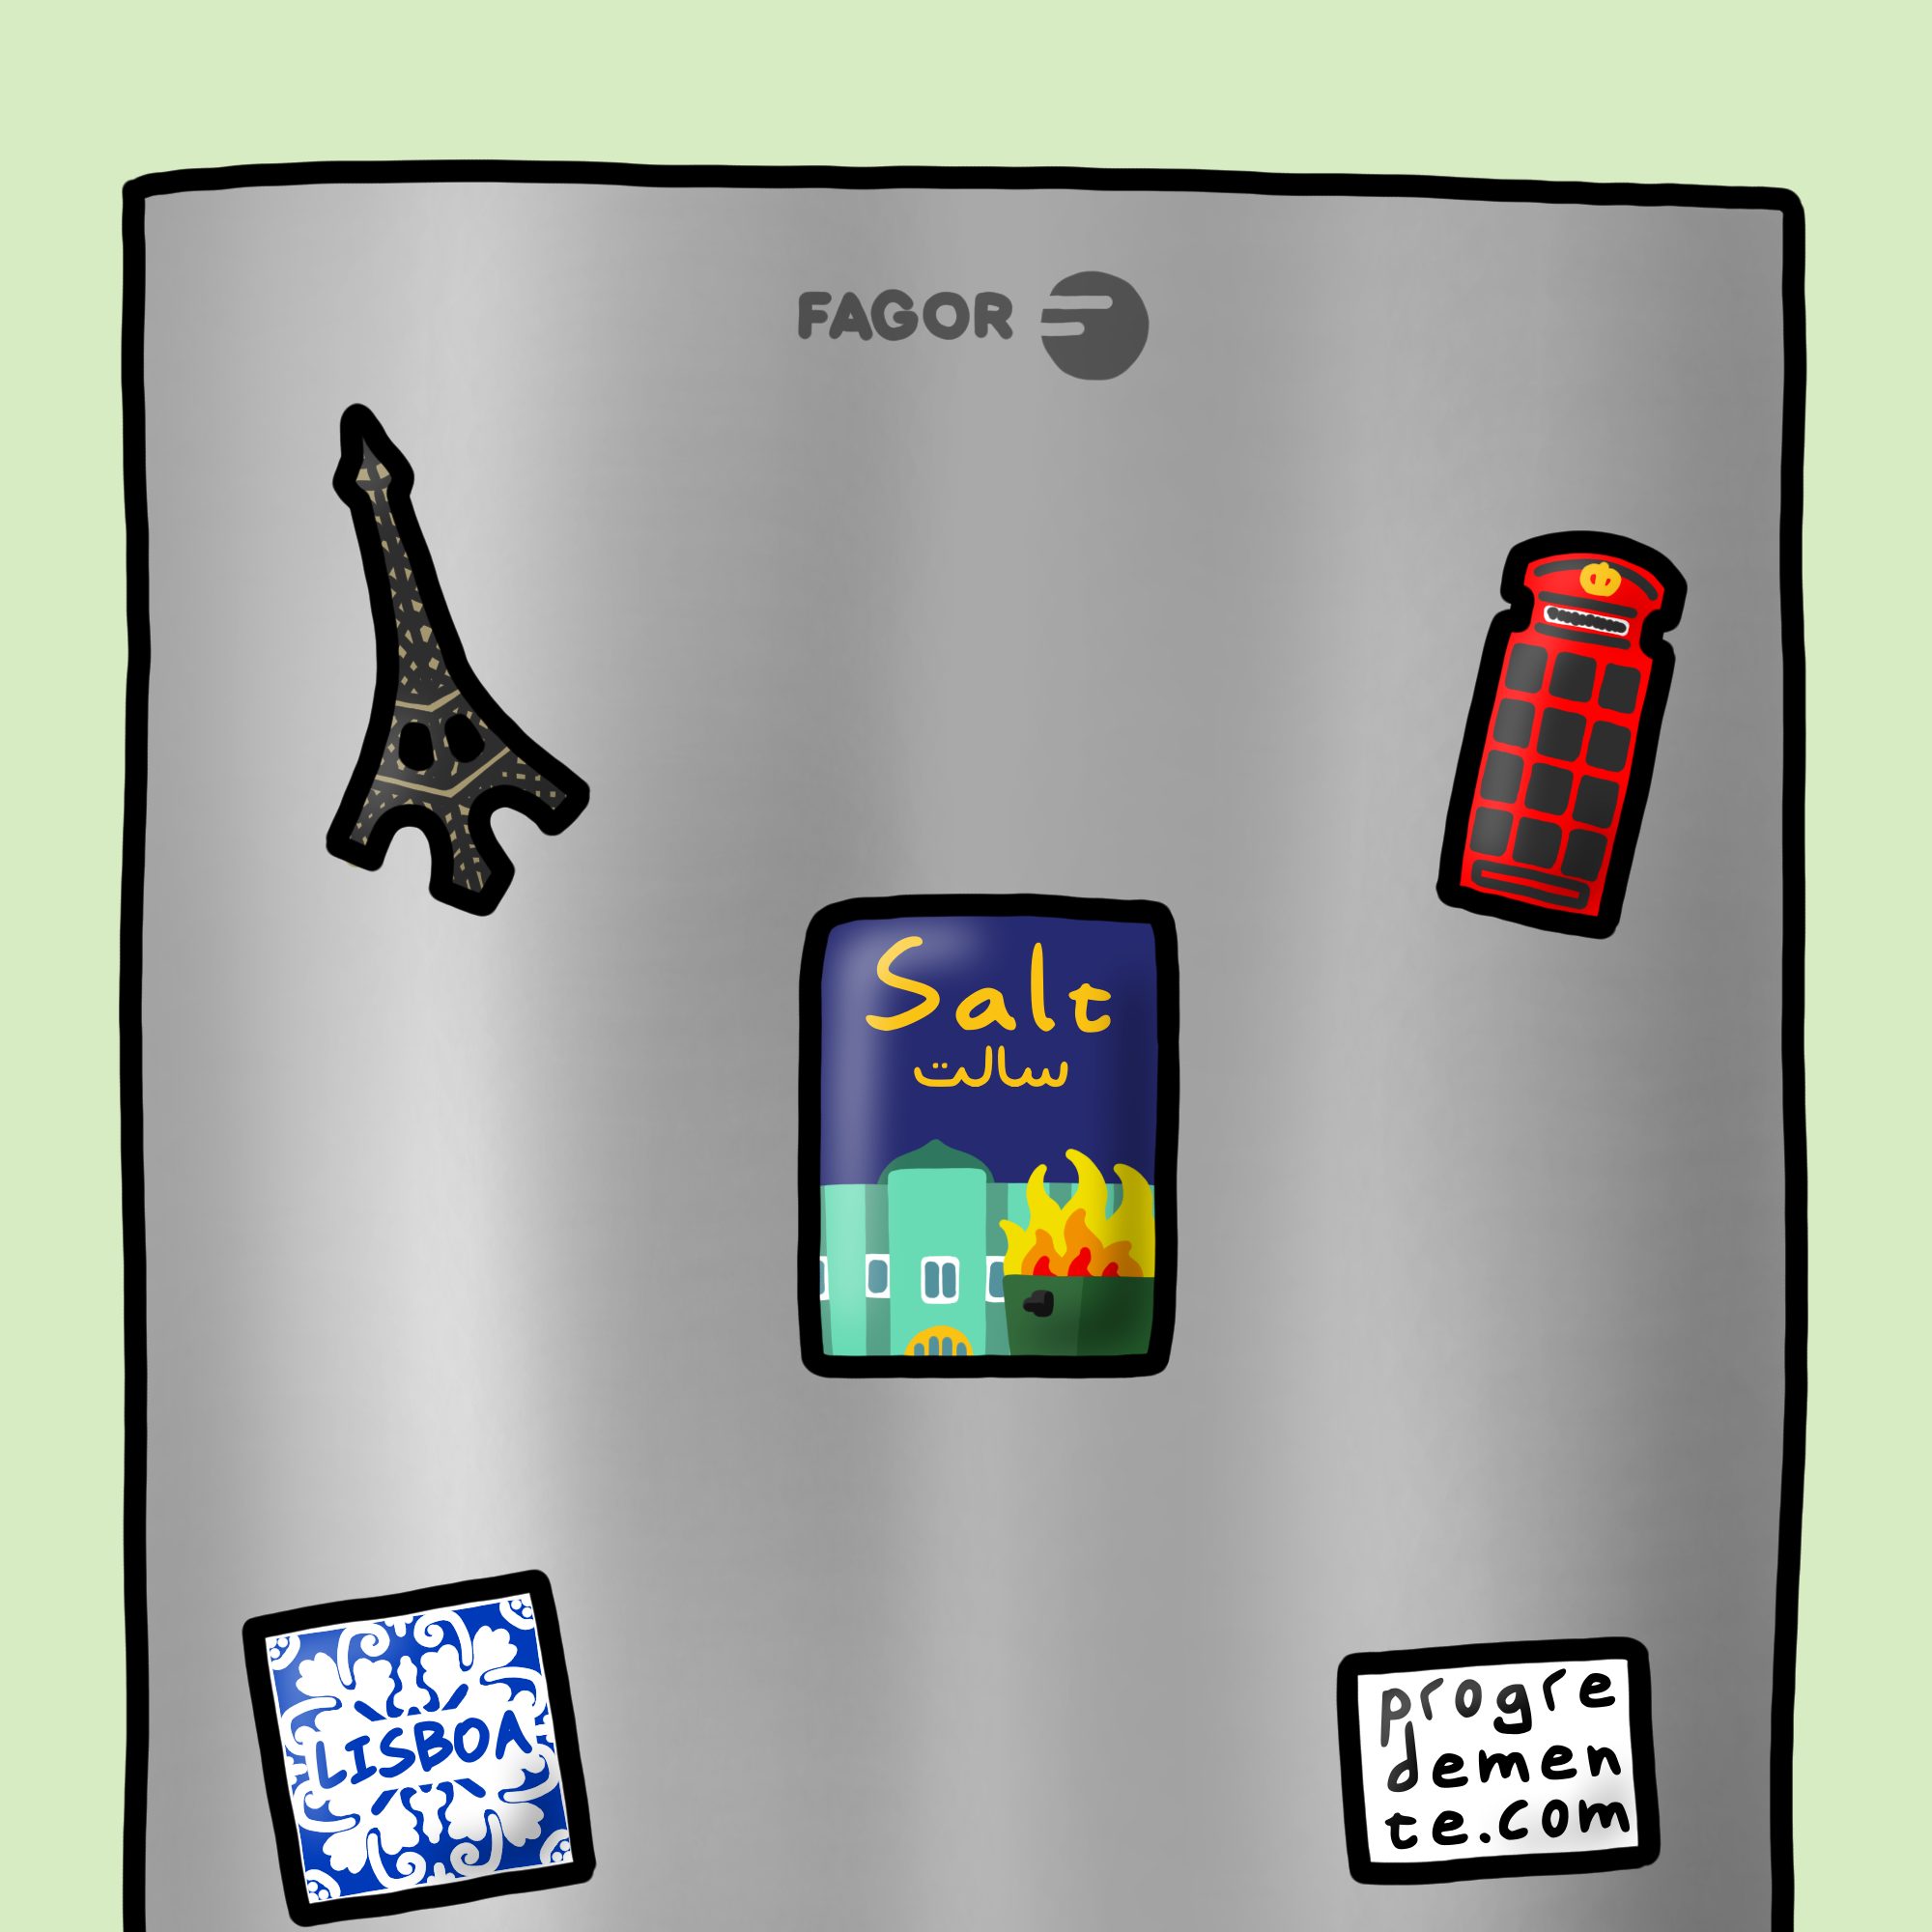 FAGOR
Salt
سالت
LISBOA
progre
demen
te.com